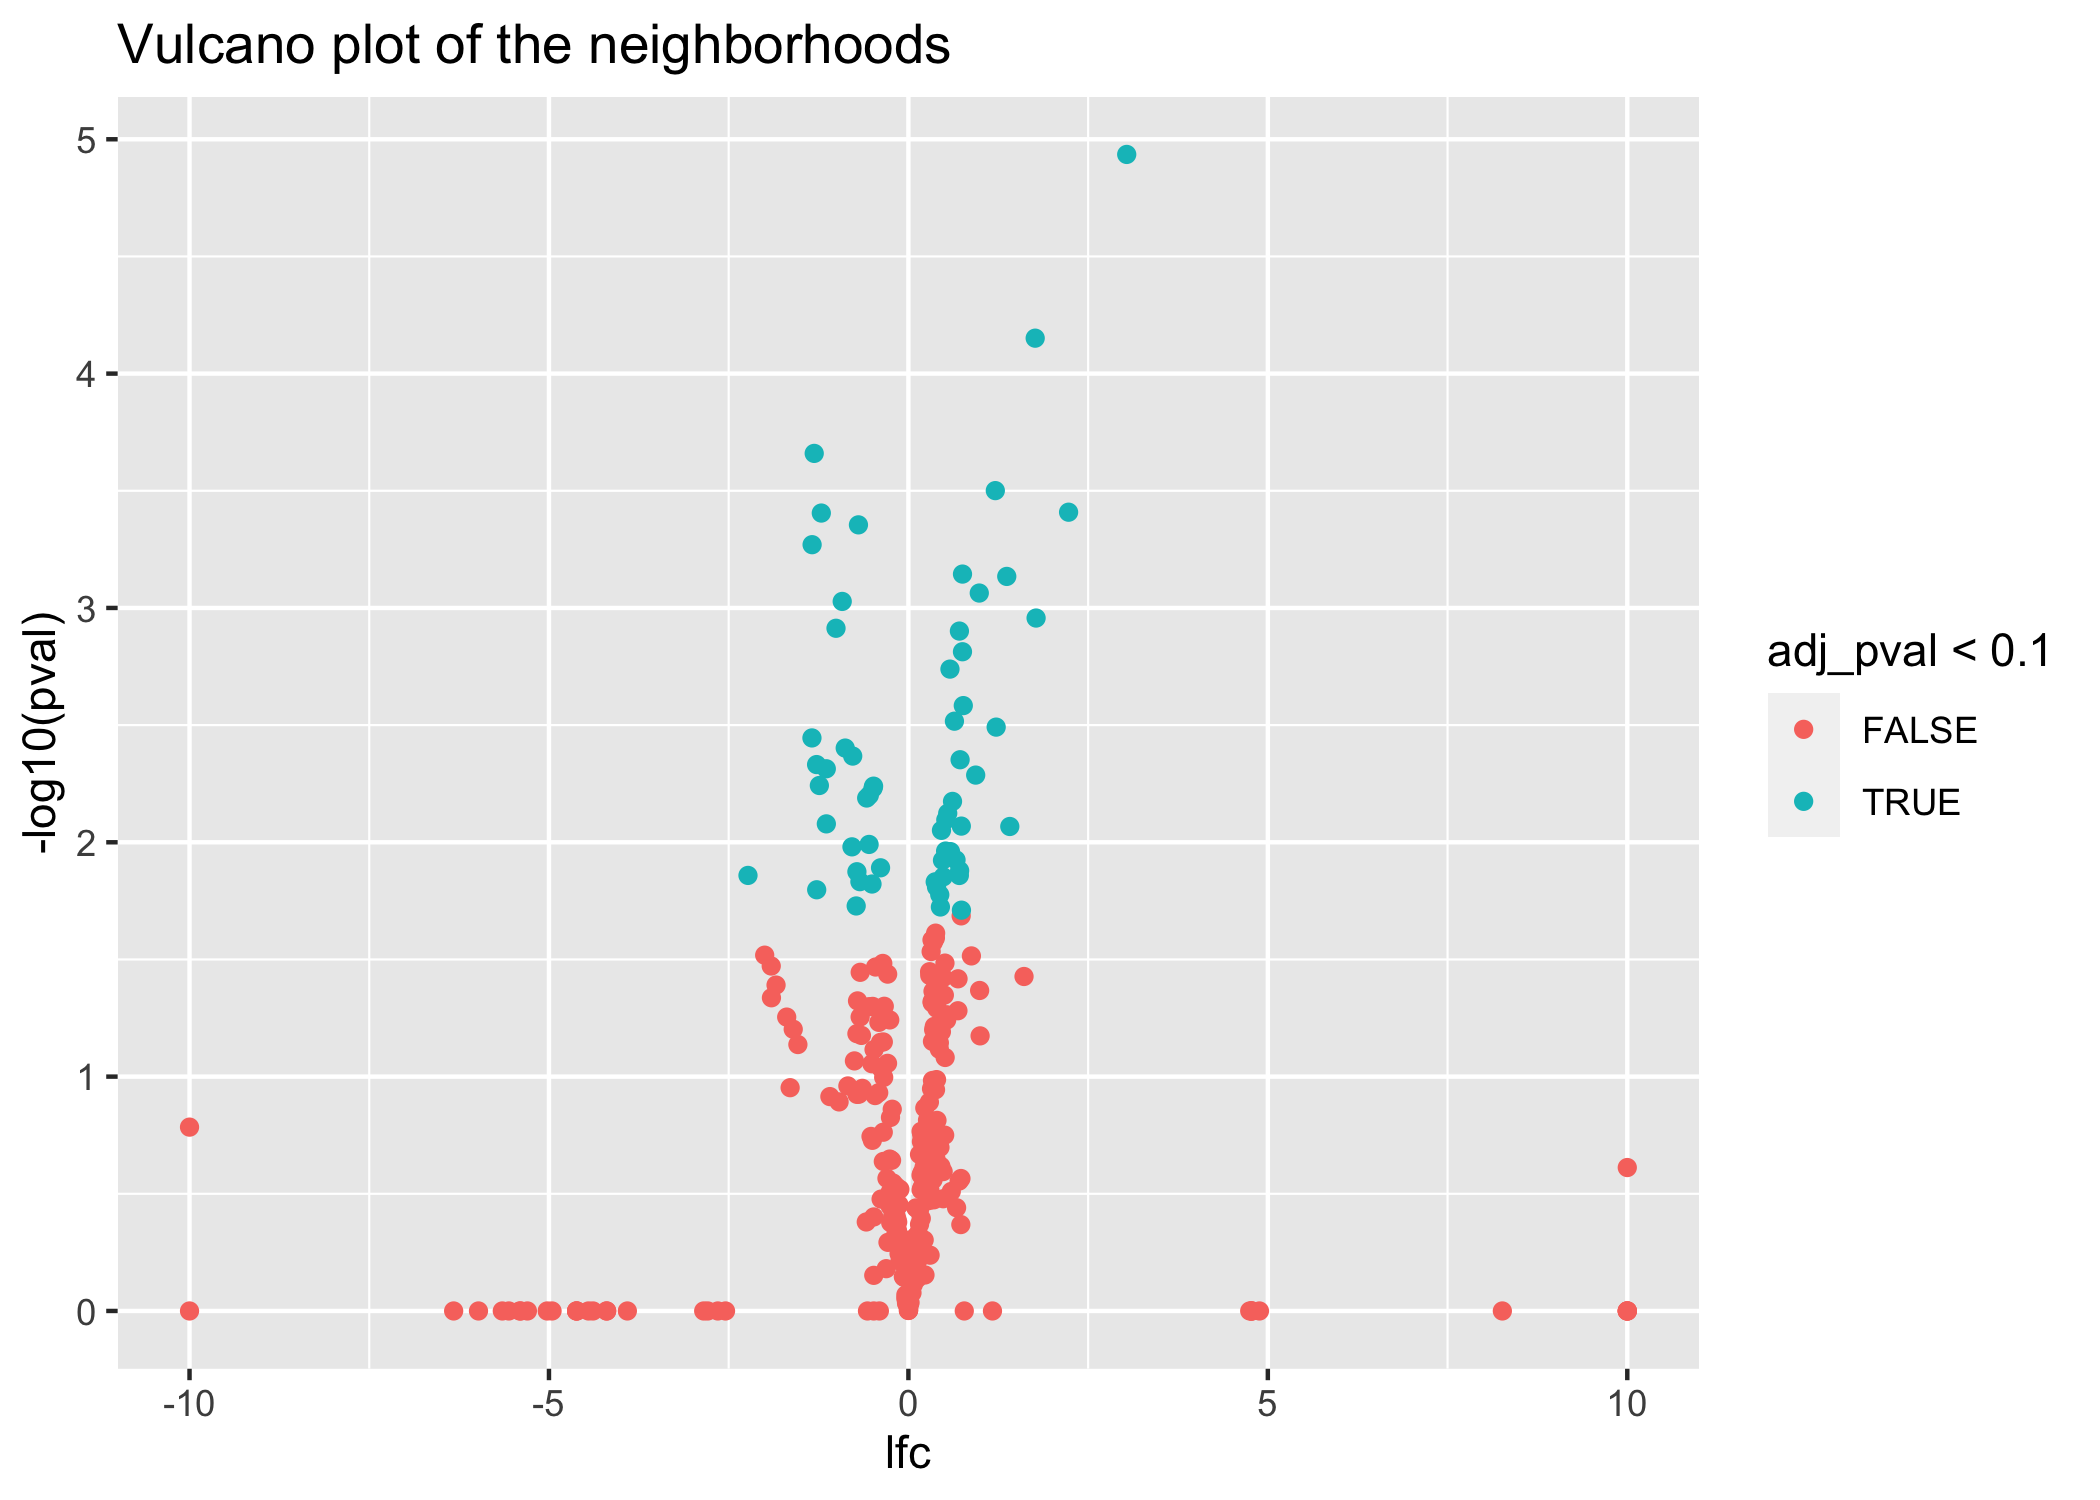 Vulcano plot of the neighborhoods
5
4
3
2
1
0
-log10(pval)
-10
-5
0
5
10
lfc
adj_pval < 0.1
FALSE
TRUE